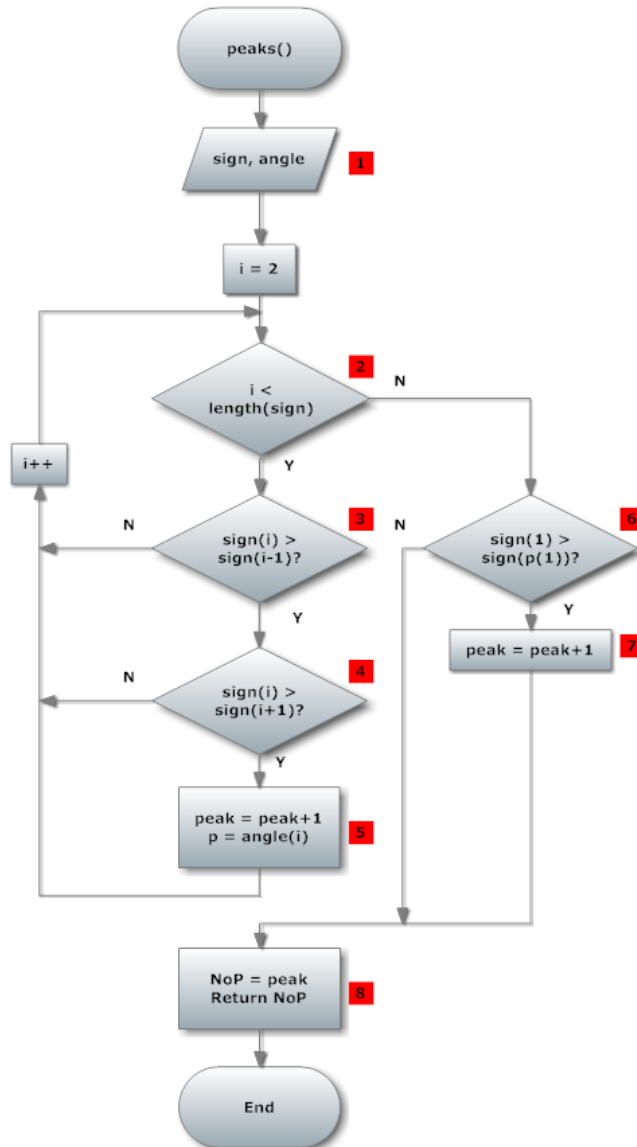 peaks()
sign, angle
1
i = 2
i <
length(sign)
2
N
Y
i++
sign(i) >
sign(i-1)?
3
N
Y
sign(1) >
sign(p(1))?
6
N
Y
sign(i) >
sign(i+1)?
4
N
Y
peak = peak+1
7
peak = peak+1
p = angle(i)
5
NoP = peak
Return NoP
8
End